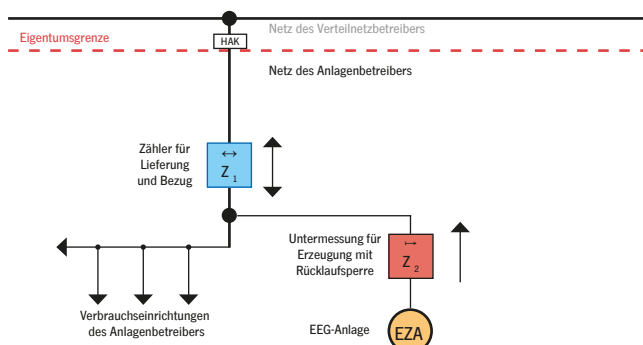 Netz des Verteilnetzbetreibers
Eigentumsgrenze
HAK
Netz des Anlagenbetreibers
Zähler für
Lieferung
und Bezug
↔
Z 1
Untermessung für
Erzeugung mit
Rücklaufsperre
↦
Z 2
Verbrauchseinrichtungen
des Anlagenbetreibers
EEG-Anlage
EZA